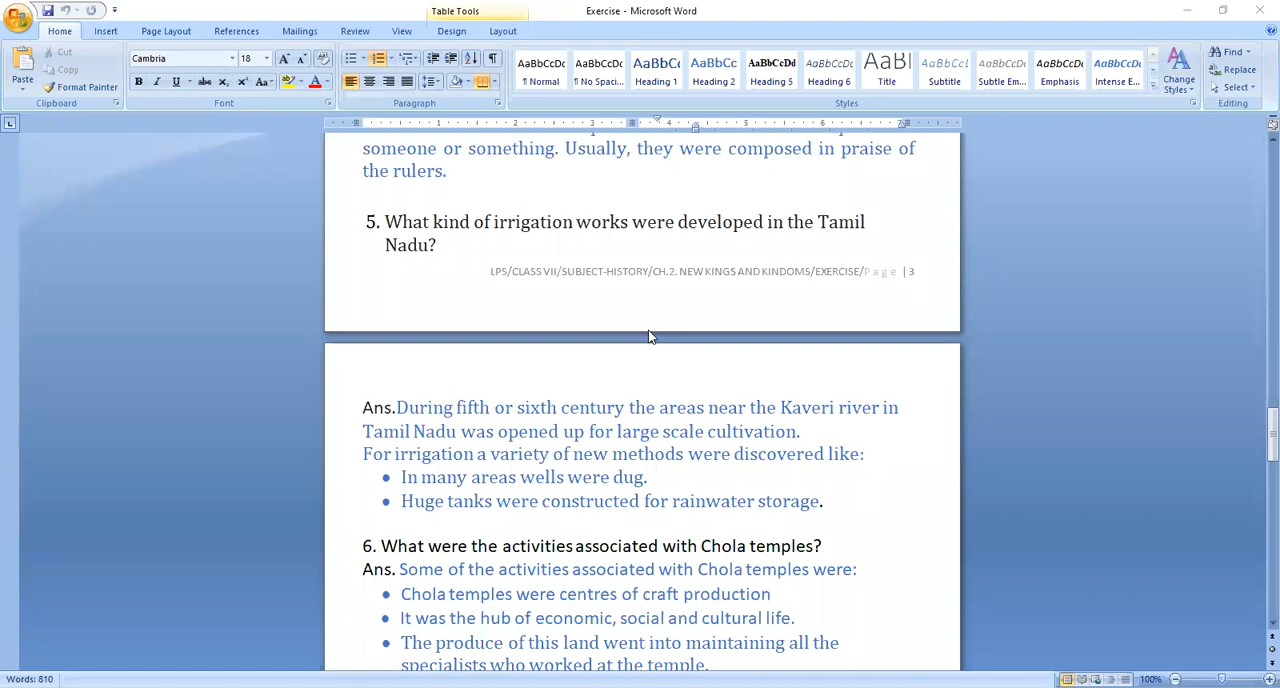 Table Tools
Exercise - Microsoft Word
Home Insert Page Layout References Mailings Review View Design Layout
Cut
Copy
Format Painter
Paste
Clipboard
Cambria 18
Font
Paragraph
AaBbCcDc AaBbCcDc AaBbC AaBbCc AaBbCcDd AaBbCcDc AaBl AaBbCcL AaBbCcDc AaBbCcDc AaBbCcDc
¶ Normal ¶ No Spaci... Heading 1 Heading 2 Heading 5 Heading 6 Title Subtitle Subtle Em... Emphasis Intense E...
Change Styles
Styles
Find
Replace
Select
Editing
someone or something. Usually, they were composed in praise of
the rulers.
5. What kind of irrigation works were developed in the Tamil
Nadu?
LPS/CLASS VII/SUBJECT-HISTORY/CH.2. NEW KINGS AND KINDOMS/EXERCISE/Page | 3
Ans.During fifth or sixth century the areas near the Kaveri river in
Tamil Nadu was opened up for large scale cultivation.
For irrigation a variety of new methods were discovered like:
• In many areas wells were dug.
• Huge tanks were constructed for rainwater storage.
6. What were the activities associated with Chola temples?
Ans. Some of the activities associated with Chola temples were:
• Chola temples were centres of craft production
• It was the hub of economic, social and cultural life.
• The produce of this land went into maintaining all the
specialists who worked at the temple.
Words: 810
100%